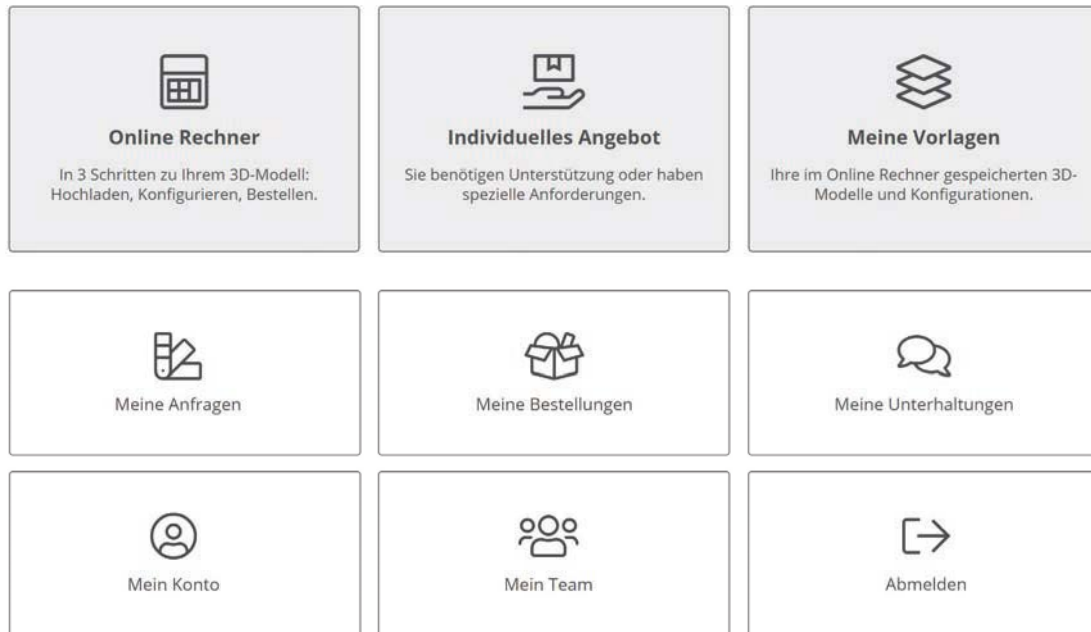 Online Rechner
In 3 Schritten zu Ihrem 3D-Modell:
Hochladen, Konfigurieren, Bestellen.
Individuelles Angebot
Sie benötigen Unterstützung oder haben
spezielle Anforderungen.
Meine Vorlagen
Ihre im Online Rechner gespeicherten 3D-
Modelle und Konfigurationen.
Meine Anfragen
Meine Bestellungen
Meine Unterhaltungen
Mein Konto
Mein Team
Abmelden